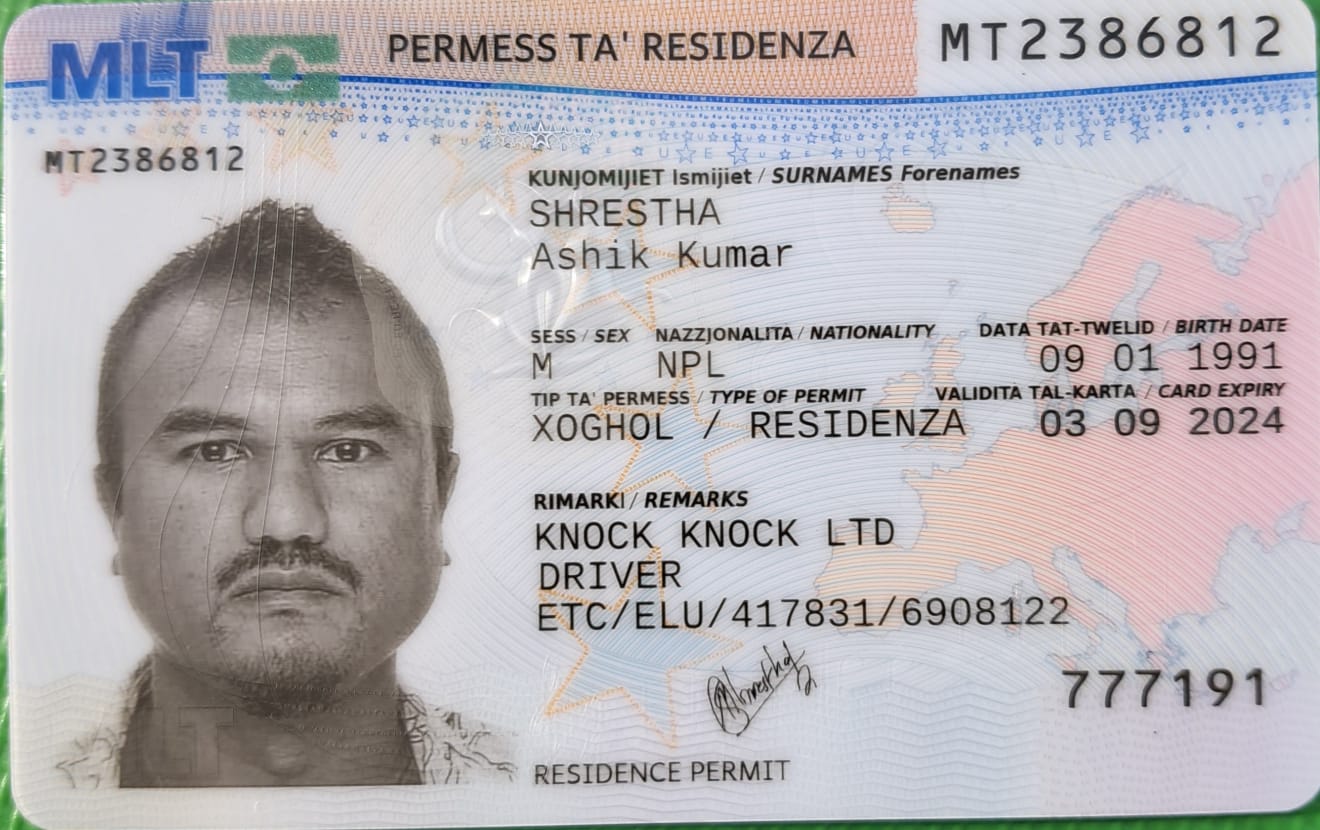 MLT PERMESS TA' RESIDENZA MT2386812
MT2386812
KUNJOMIJIET Ismijiet / SURNAMES Forenames
SHRESTHA
Ashik Kumar
SESS / SEX NAZZJONALITA / NATIONALITY DATA TAT-TWELID / BIRTH DATE
M NPL 09 01 1991
TIP TA' PERMESS / TYPE OF PERMIT VALIDITA TAL-KARTA / CARD EXPIRY
XOGHOL / RESIDENZA 03 09 2024
RIMARKI / REMARKS
KNOCK KNOCK LTD
DRIVER
ETC/ELU/417831/6908122
777191
RESIDENCE PERMIT